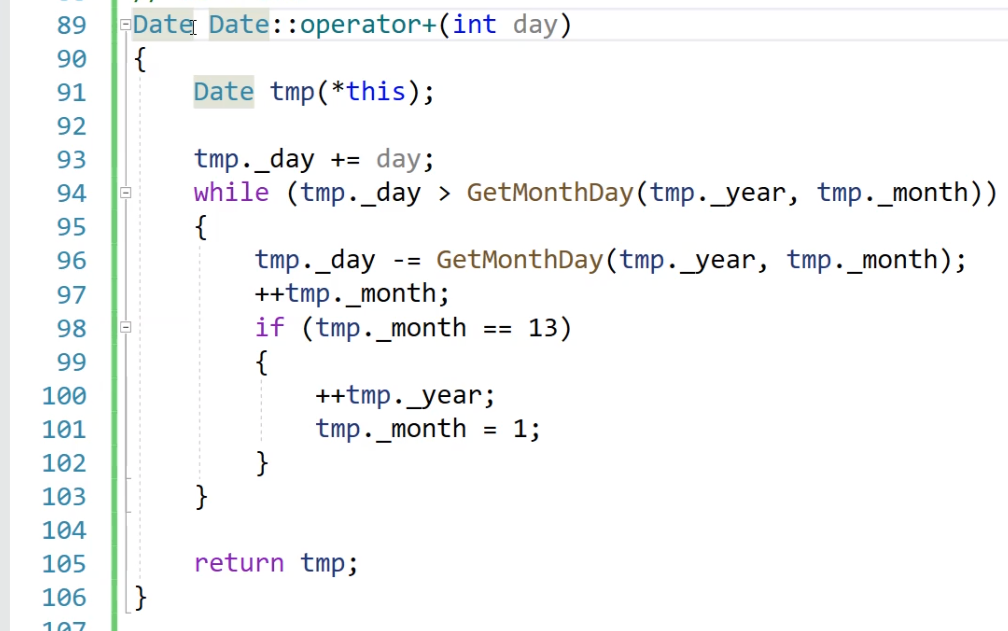 89 Date Date::operator+(int day)
90 {
91 Date tmp(*this);
92
93 tmp._day += day;
94 while (tmp._day > GetMonthDay(tmp._year, tmp._month))
95 {
96 tmp._day -= GetMonthDay(tmp._year, tmp._month);
97 ++tmp._month;
98 if (tmp._month == 13)
99 {
100 ++tmp._year;
101 tmp._month = 1;
102 }
103 }
104
105 return tmp;
106 }
107